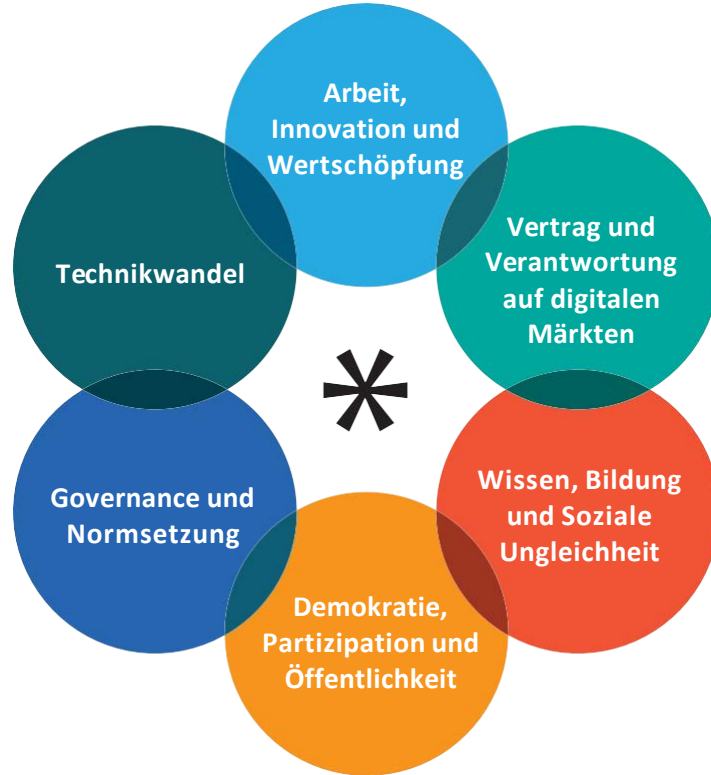 Arbeit,
Innovation und
Wertschöpfung
Vertrag und
Verantwortung
auf digitalen
Märkten
Wissen, Bildung
und Soziale
Ungleichheit
Demokratie,
Partizipation und
Öffentlichkeit
Governance und
Normsetzung
Technikwandel
*